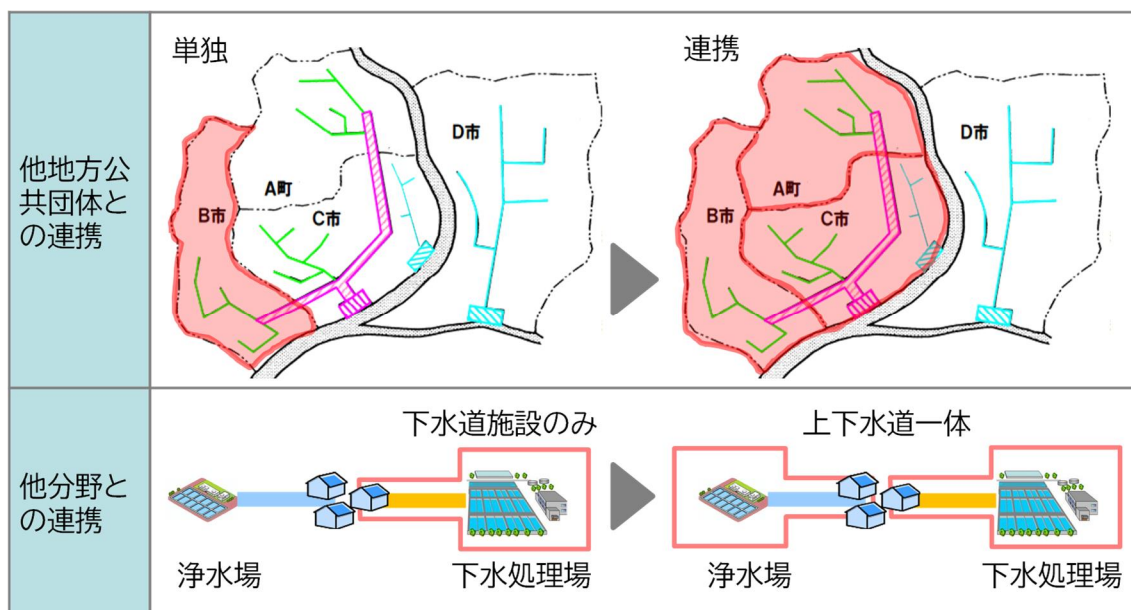 他地方公
共団体と
の連携
単独
A町
B市
C市
D市
連携
A町
B市
C市
D市
他分野と
の連携
下水道施設のみ
浄水場
下水処理場
上下水道一体
浄水場
下水処理場